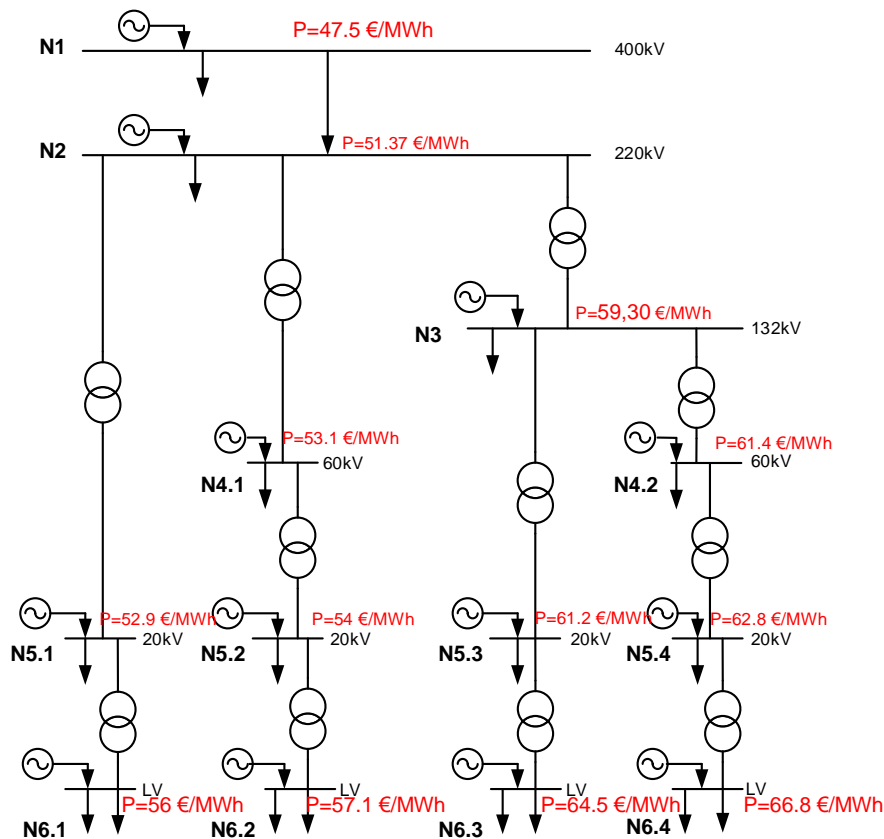 P=47.5 €/MWh
N1
400kV
N2
P=51.37 €/MWh
220kV
P=59,30 €/MWh
N3
132kV
P=53.1 €/MWh
60kV
N4.1
P=61.4 €/MWh
60kV
N4.2
P=52.9 €/MWh
20kV
N5.1
P=54 €/MWh
20kV
N5.2
P=61.2 €/MWh
20kV
N5.3
P=62.8 €/MWh
20kV
N5.4
LV
P=56 €/MWh
N6.1
LV
P=57.1 €/MWh
N6.2
LV
P=64.5 €/MWh
N6.3
LV
P=66.8 €/MWh
N6.4